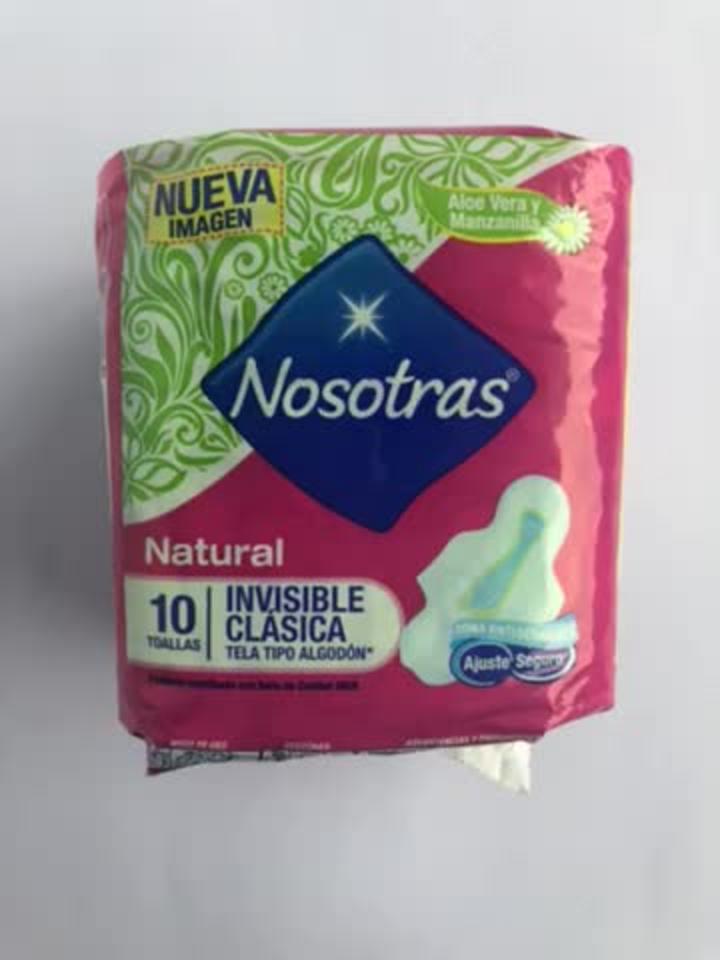 NUEVA
IMAGEN
Aloe Vera y
Manzanilla
Nosotras®
Natural
10
TOALLAS
INVISIBLE
CLÁSICA
TELA TIPO ALGODÓN*
Ajuste Seguro